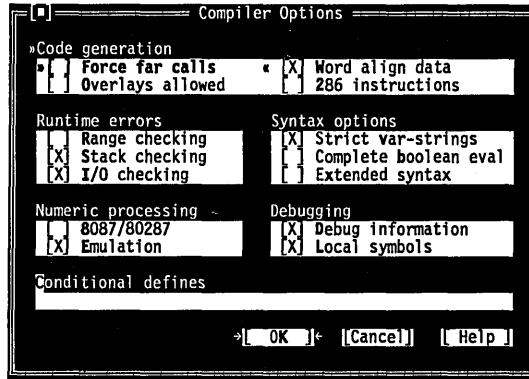 [■] Compiler Options
»Code generation
»[ ] Force far calls « [X] Word align data
[ ] Overlays allowed [ ] 286 instructions
Runtime errors Syntax options
[ ] Range checking [X] Strict var-strings
[X] Stack checking [ ] Complete boolean eval
[X] I/O checking [ ] Extended syntax
Numeric processing Debugging
[ ] 8087/80287 [X] Debug information
[X] Emulation [X] Local symbols
Conditional defines
→[ OK ]← [Cancel] [ Help ]